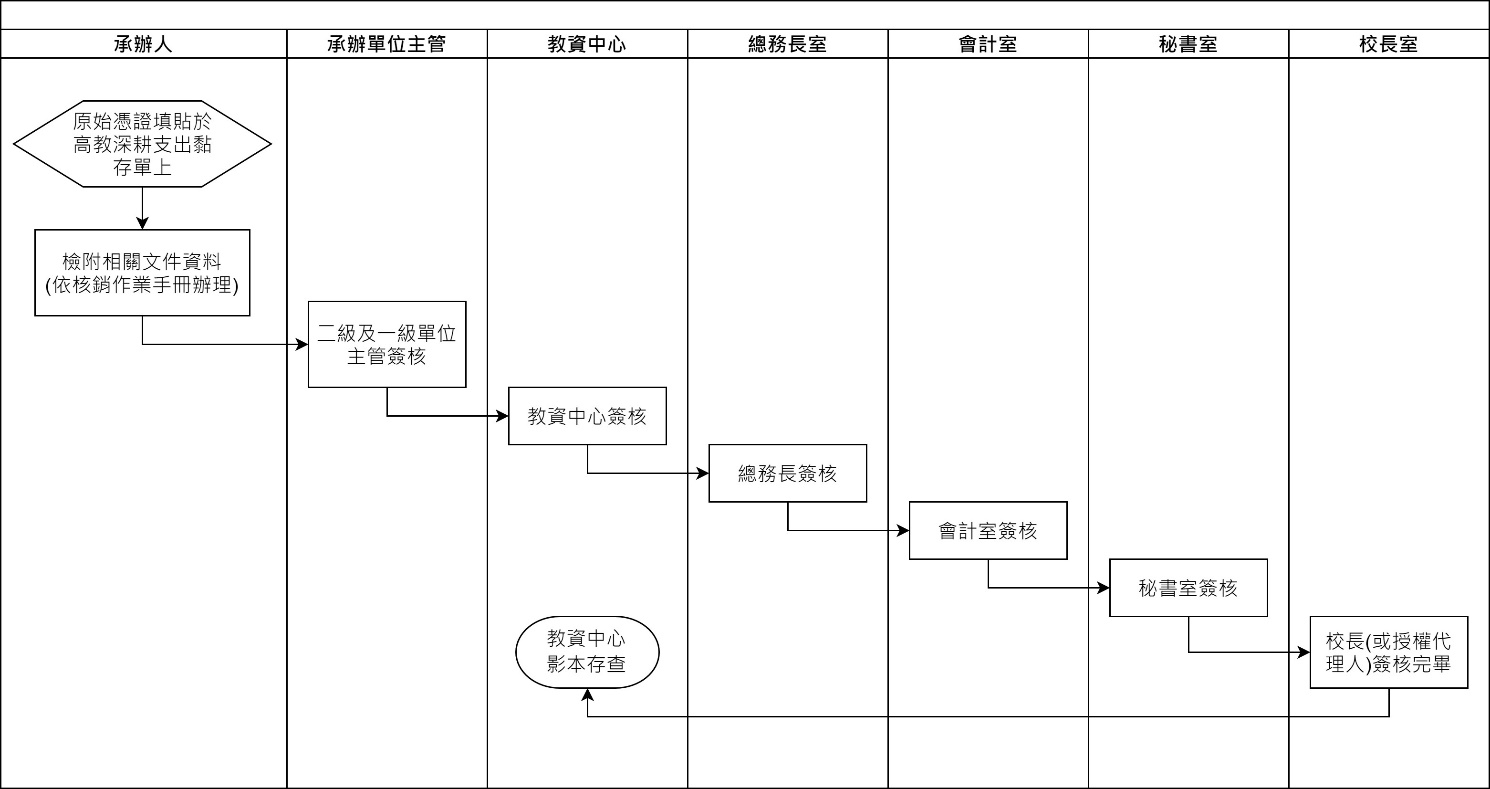 承辦人
承辦單位主管
教資中心
總務長室
會計室
秘書室
校長室
原始憑證填貼於
高教深耕支出黏
存單上
檢附相關文件資料
(依核銷作業手冊辦理)
二級及一級單位
主管簽核
教資中心簽核
總務長簽核
會計室簽核
秘書室簽核
校長(或授權代
理人)簽核完畢
教資中心
影本存查